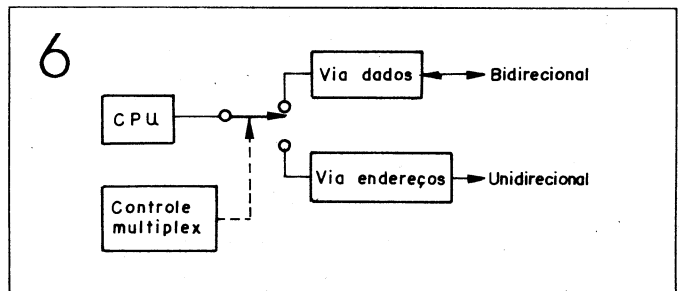 6
Via dados
Bidirecional
CPU
Via endereços
Unidirecional
Controle
multiplex